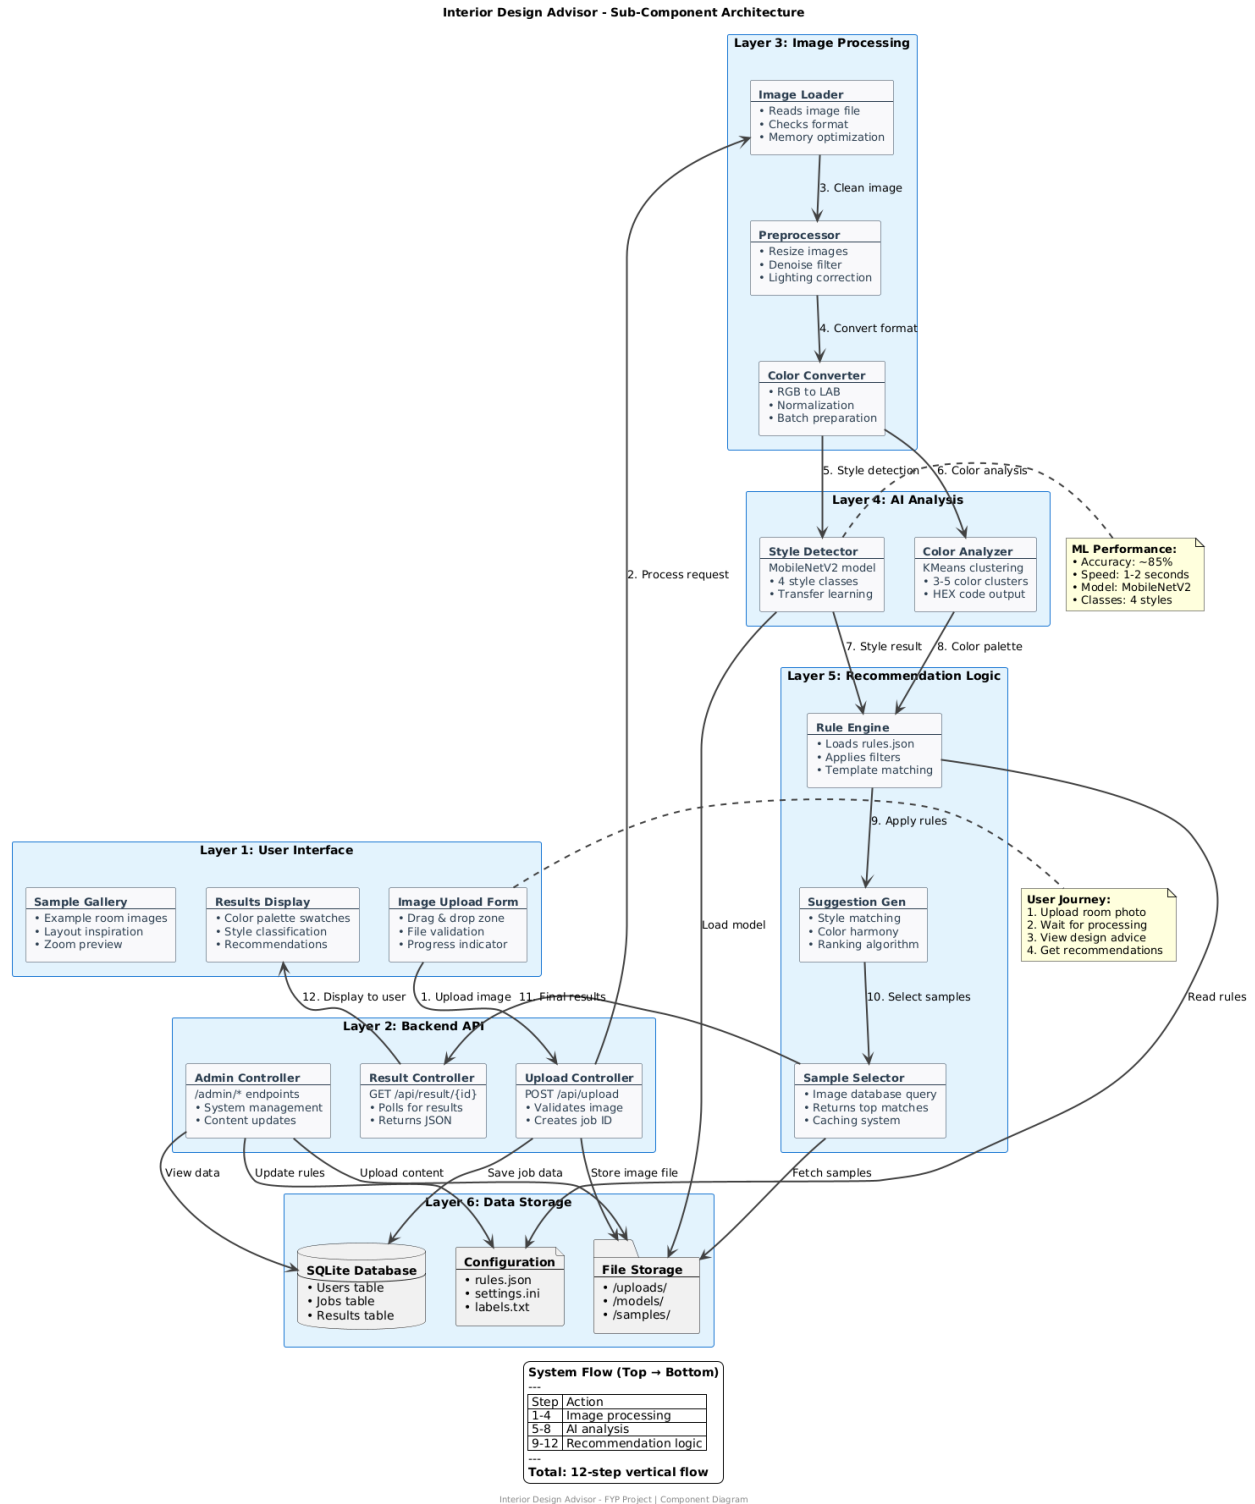 Interior Design Advisor - Sub-Component Architecture
Layer 3: Image Processing
Image Loader
• Reads image file
• Checks format
• Memory optimization
3. Clean image
Preprocessor
• Resize images
• Denoise filter
• Lighting correction
4. Convert format
Color Converter
• RGB to LAB
• Normalization
• Batch preparation
5. Style detection
6. Color analysis
Layer 4: AI Analysis
Style Detector
MobileNetV2 model
• 4 style classes
• Transfer learning
Color Analyzer
KMeans clustering
• 3-5 color clusters
• HEX code output
ML Performance:
• Accuracy: ~85%
• Speed: 1-2 seconds
• Model: MobileNetV2
• Classes: 4 styles
2. Process request
7. Style result
8. Color palette
Layer 5: Recommendation Logic
Rule Engine
• Loads rules.json
• Applies filters
• Template matching
9. Apply rules
Layer 1: User Interface
Sample Gallery
• Example room images
• Layout inspiration
• Zoom preview
Results Display
• Color palette swatches
• Style classification
• Recommendations
Image Upload Form
• Drag & drop zone
• File validation
• Progress indicator
Load model
Suggestion Gen
• Style matching
• Color harmony
• Ranking algorithm
User Journey:
1. Upload room photo
2. Wait for processing
3. View design advice
4. Get recommendations
12. Display to user
1. Upload image
11. Final results
10. Select samples
Read rules
Layer 2: Backend API
Admin Controller
/admin/* endpoints
• System management
• Content updates
Result Controller
GET /api/result/{id}
• Polls for results
• Returns JSON
Upload Controller
POST /api/upload
• Validates image
• Creates job ID
Sample Selector
• Image database query
• Returns top matches
• Caching system
View data
Update rules
Upload content
Save job data
Store image file
Fetch samples
Layer 6: Data Storage
SQLite Database
• Users table
• Jobs table
• Results table
Configuration
• rules.json
• settings.ini
• labels.txt
File Storage
• /uploads/
• /models/
• /samples/
System Flow (Top → Bottom)
---
Step Action
1-4 Image processing
5-8 AI analysis
9-12 Recommendation logic
---
Total: 12-step vertical flow
Interior Design Advisor - FYP Project | Component Diagram